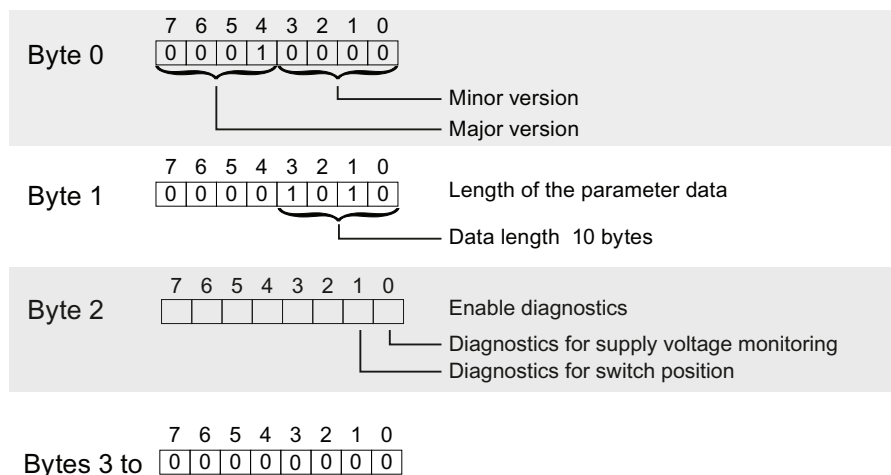 7 6 5 4 3 2 1 0
Byte 0 0 0 0 1 0 0 0 0
Minor version
Major version
7 6 5 4 3 2 1 0
Byte 1 0 0 0 0 1 0 1 0 Length of the parameter data
Data length 10 bytes
7 6 5 4 3 2 1 0
Byte 2 Enable diagnostics
Diagnostics for supply voltage monitoring
Diagnostics for switch position
7 6 5 4 3 2 1 0
Bytes 3 to 0 0 0 0 0 0 0 0